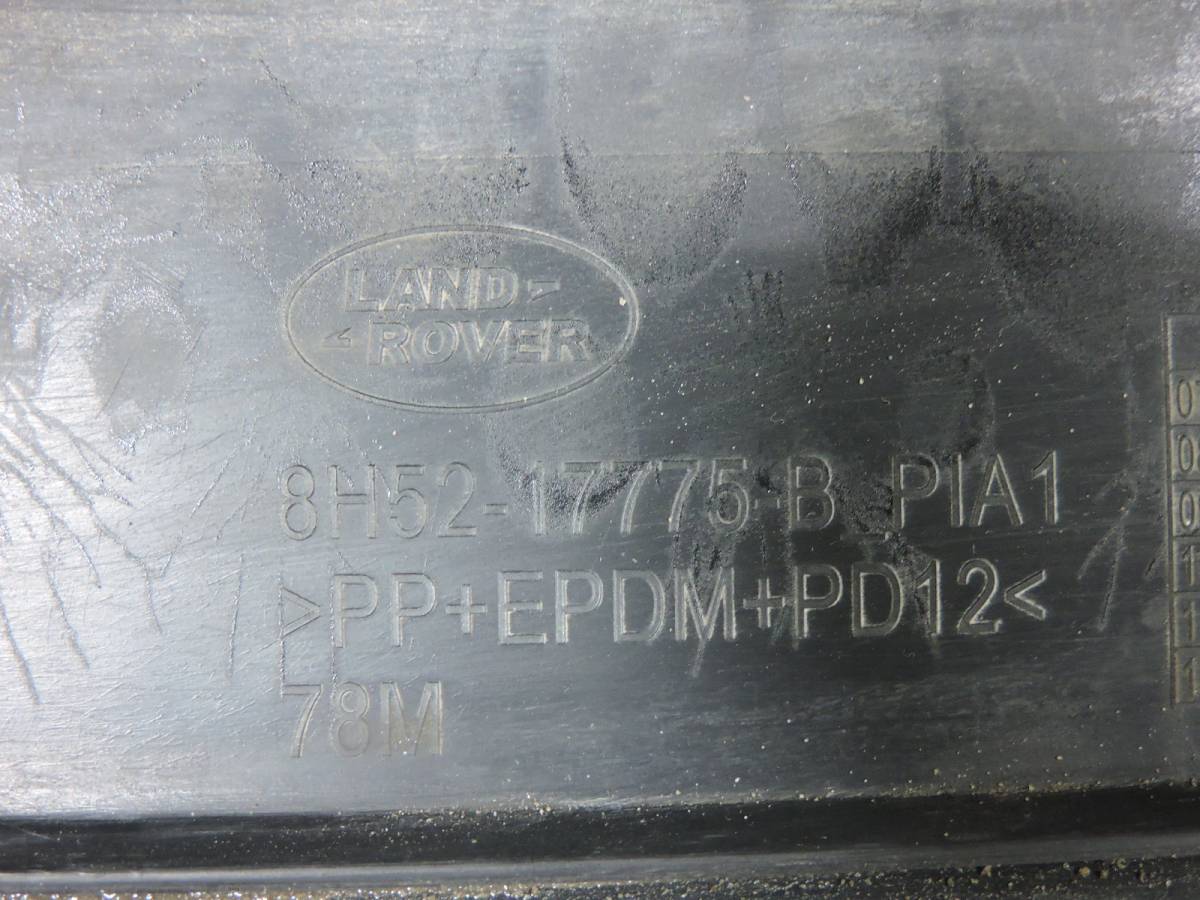 LAND
ROVER
8H52-17775-B PIA1
>PP+EPDM+PD12<
78M